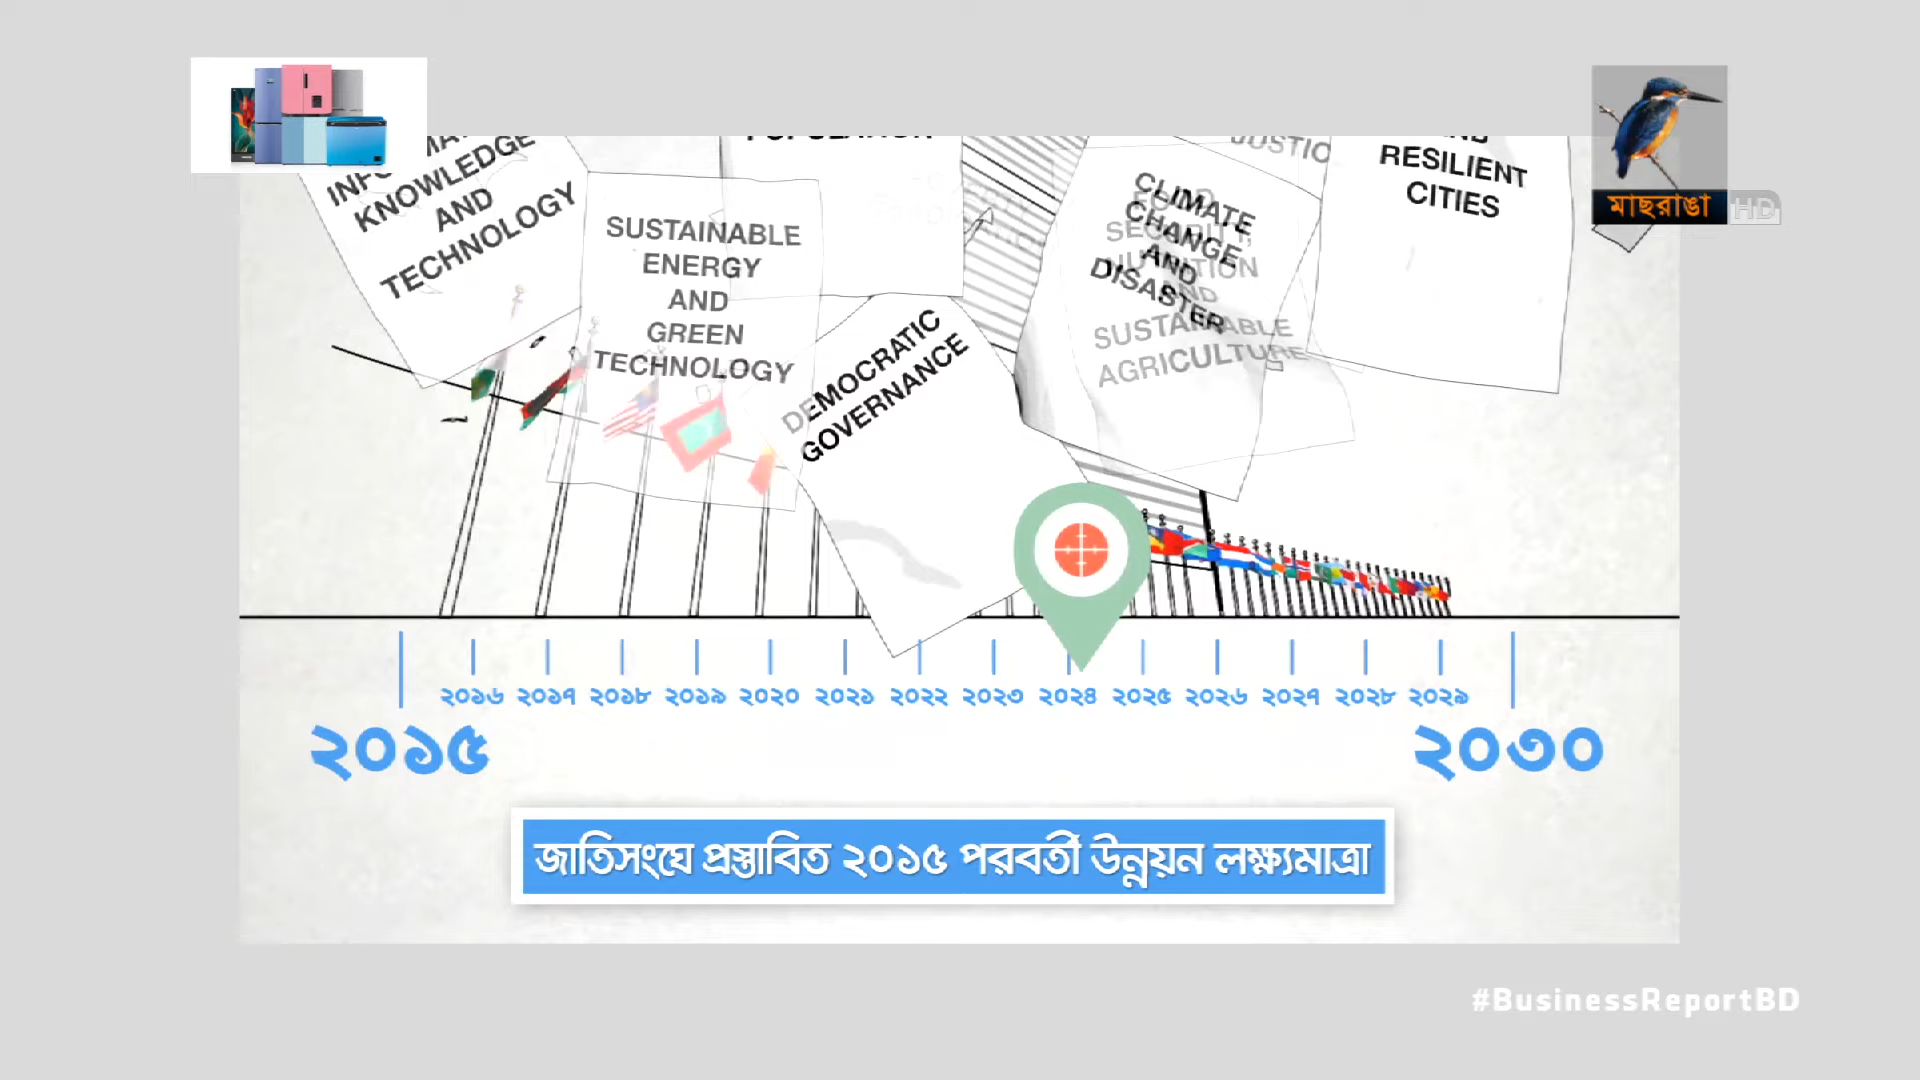 KNOWLEDGE
AND
TECHNOLOGY
SUSTAINABLE
ENERGY
AND
GREEN
TECHNOLOGY
DEMOCRATIC
GOVERNANCE
CLIMATE
CHANGE
AND
DISASTER
SUSTAINABLE
AGRICULTURE
RESILIENT
CITIES
মাছরাঙা HD
২০১৬ ২০১৭ ২০১৮ ২০১৯ ২০২০ ২০২১ ২০২২ ২০২৩ ২০২৪ ২০২৫ ২০২৬ ২০২৭ ২০২৮ ২০২৯
২০১৫ ২০৩০
জাতিসংঘে প্রস্তাবিত ২০১৫ পরবর্তী উন্নয়ন লক্ষ্যমাত্রা
#BusinessReportBD